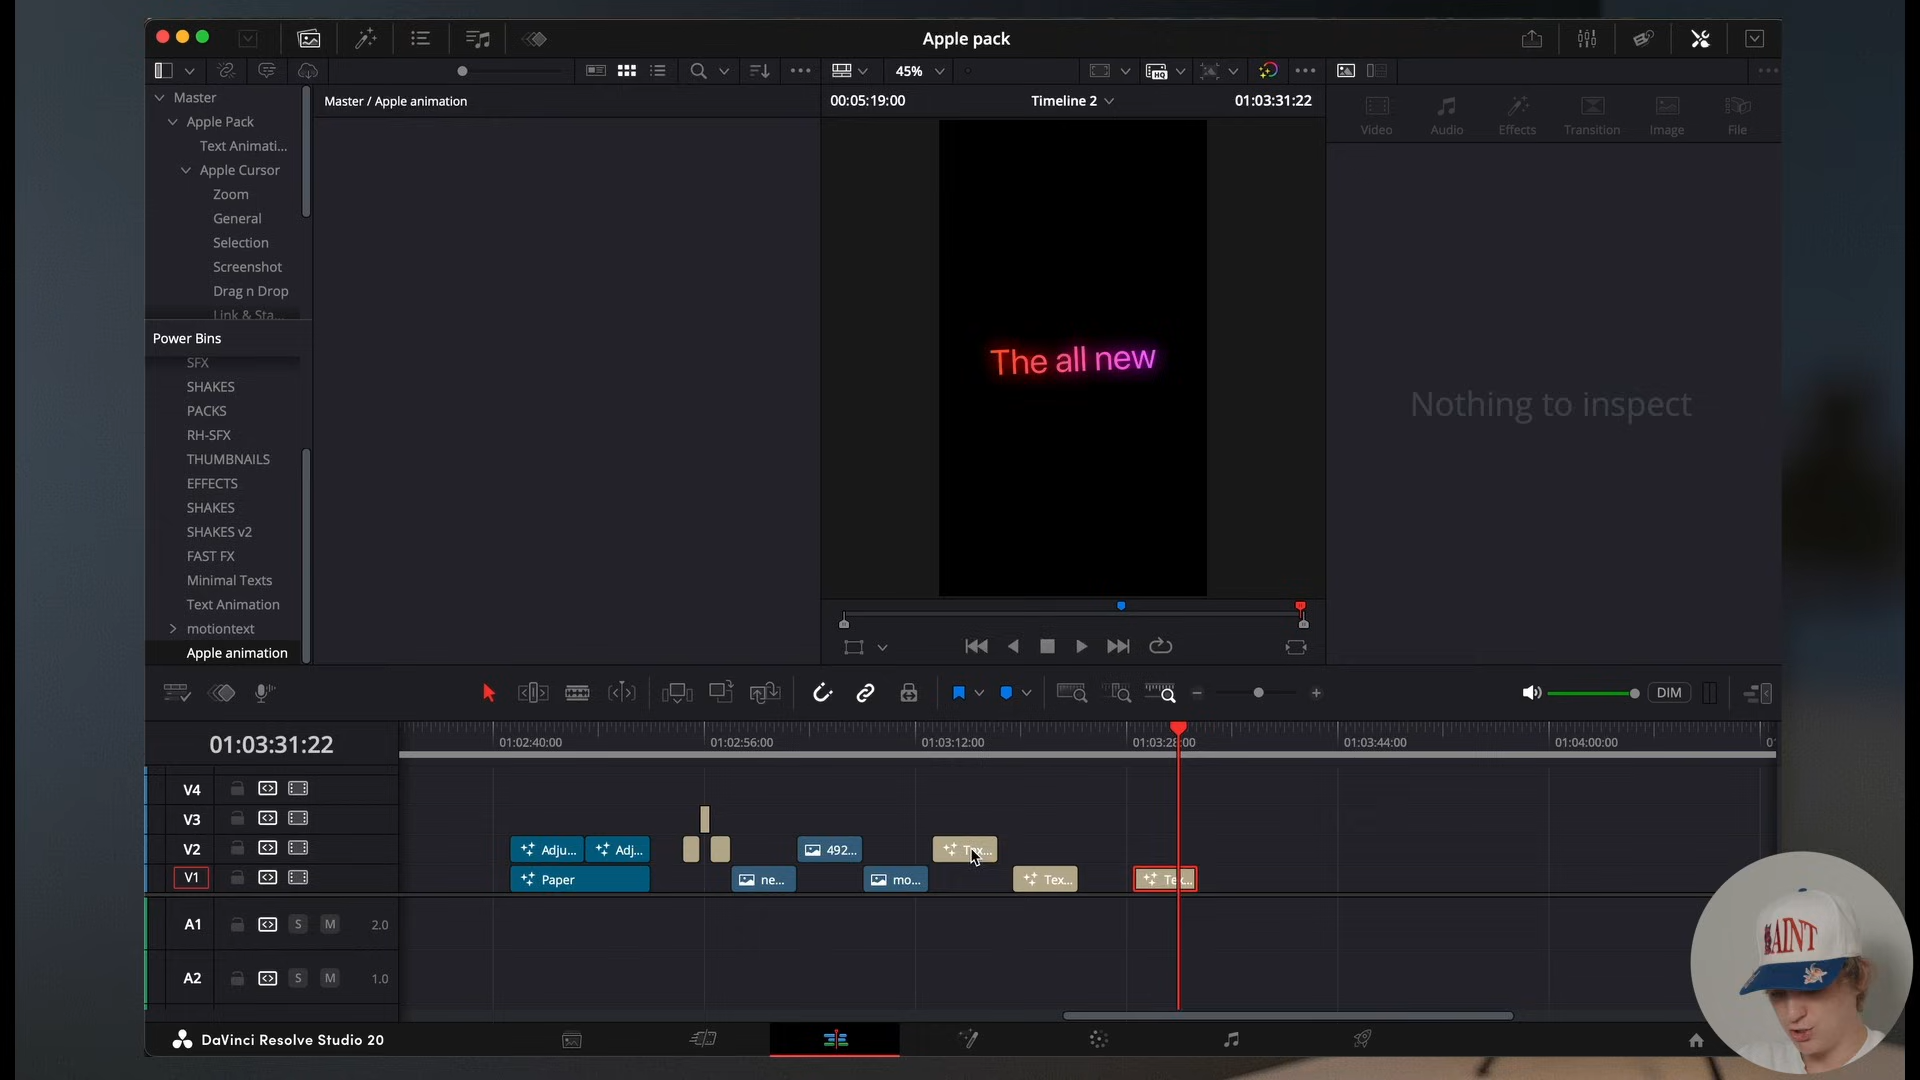 Apple pack
45%
Master
Master / Apple animation
00:05:19:00
Timeline 2
01:03:31:22
Apple Pack
Text Animati...
Apple Cursor
Zoom
General
Selection
Screenshot
Drag n Drop
Link & Sta...
Video
Audio
Effects
Transition
Image
File
The all new
Nothing to inspect
Power Bins
SFX
SHAKES
PACKS
RH-SFX
THUMBNAILS
EFFECTS
SHAKES
SHAKES v2
FAST FX
Minimal Texts
Text Animation
motiontext
Apple animation
DIM
01:03:31:22
01:02:40:00
01:02:56:00
01:03:12:00
01:03:28:00
01:03:44:00
01:04:00:00
V4
V3
V2
Adju...
Adj...
492...
Tex...
V1
Paper
ne...
mo...
Tex...
Tex...
A1
S
M
2.0
A2
S
M
1.0
DaVinci Resolve Studio 20